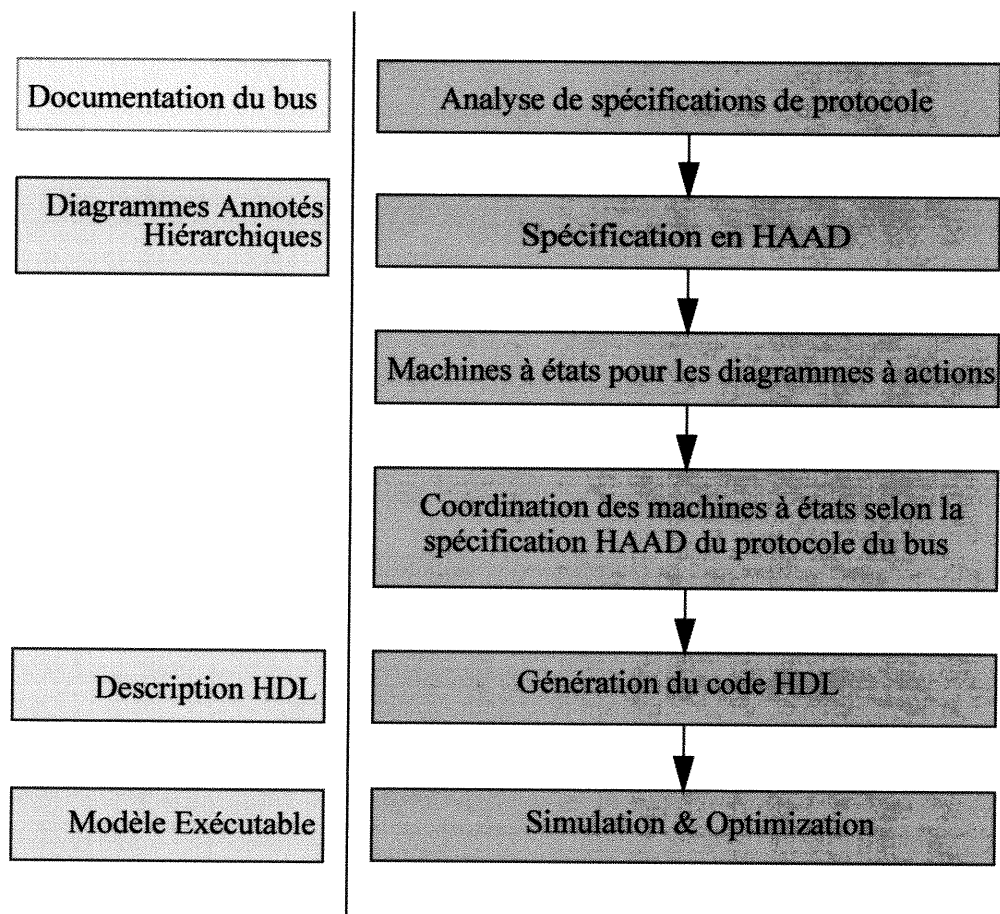 Documentation du bus
Analyse de spécifications de protocole
Diagrammes Annotés
Hiérarchiques
Spécification en HAAD
Machines à états pour les diagrammes à actions
Coordination des machines à états selon la
spécification HAAD du protocole du bus
Description HDL
Génération du code HDL
Modèle Exécutable
Simulation & Optimization